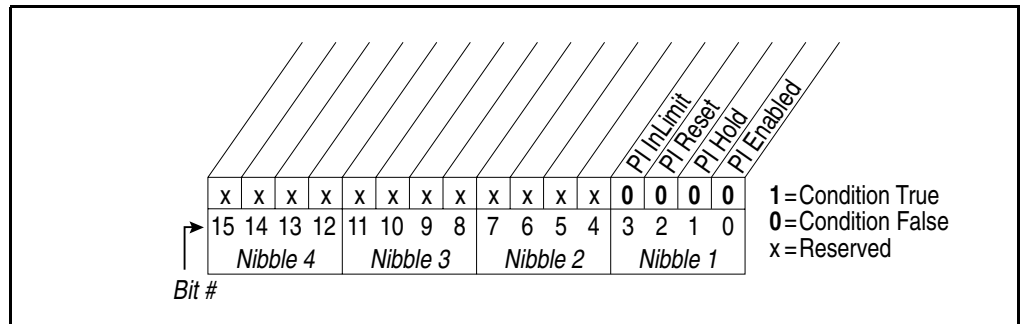 PI InLimit
PI Reset
PI Hold
PI Enabled
x x x x x x x x x x x x 0 0 0 0
15 14 13 12 11 10 9 8 7 6 5 4 3 2 1 0
Nibble 4 Nibble 3 Nibble 2 Nibble 1
Bit #
1=Condition True
0=Condition False
x=Reserved